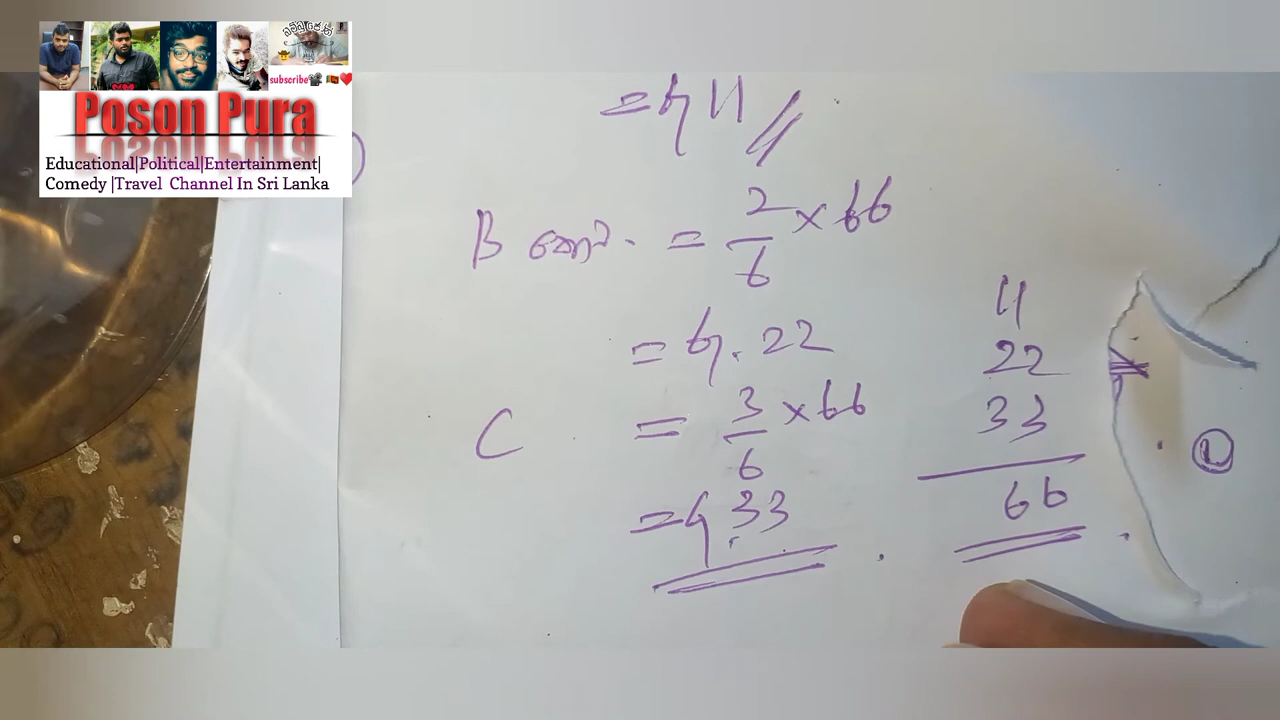 subscribe
Poson Pura
Educational|Political|Entertainment|
Comedy |Travel Channel In Sri Lanka
= රු 11
B = 2/6 × 66
= රු. 22
C = 3/6 × 66
= රු 33
11
22
33
66